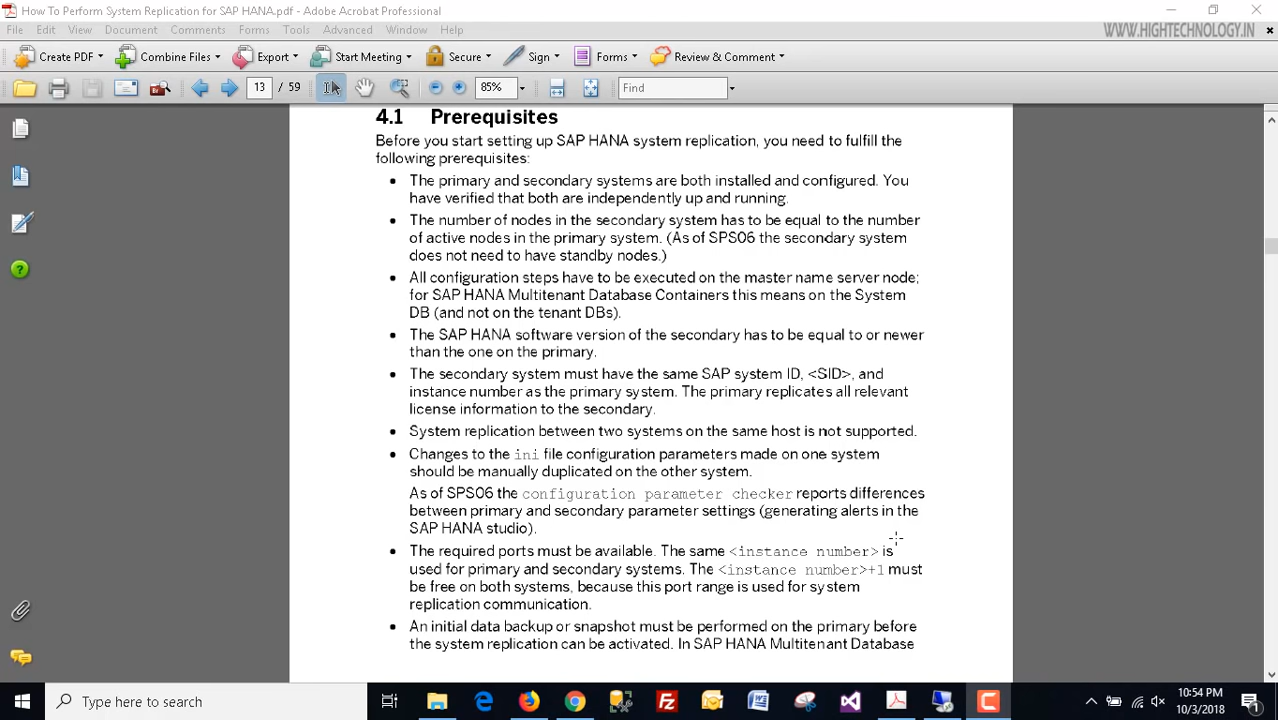 How To Perform System Replication for SAP HANA.pdf - Adobe Acrobat Professional
File Edit View Document Comments Forms Tools Advanced Window Help
WWW.HIGHTECHNOLOGY.IN
Create PDF Combine Files Export Start Meeting Secure Sign Forms Review & Comment
13 / 59 85% Find
4.1 Prerequisites
Before you start setting up SAP HANA system replication, you need to fulfill the
following prerequisites:
• The primary and secondary systems are both installed and configured. You
have verified that both are independently up and running.
• The number of nodes in the secondary system has to be equal to the number
of active nodes in the primary system. (As of SPS06 the secondary system
does not need to have standby nodes.)
• All configuration steps have to be executed on the master name server node;
for SAP HANA Multitenant Database Containers this means on the System
DB (and not on the tenant DBs).
• The SAP HANA software version of the secondary has to be equal to or newer
than the one on the primary.
• The secondary system must have the same SAP system ID, <SID>, and
instance number as the primary system. The primary replicates all relevant
license information to the secondary.
• System replication between two systems on the same host is not supported.
• Changes to the ini file configuration parameters made on one system
should be manually duplicated on the other system.
As of SPS06 the configuration parameter checker reports differences
between primary and secondary parameter settings (generating alerts in the
SAP HANA studio).
• The required ports must be available. The same <instance number> is
used for primary and secondary systems. The <instance number>+1 must
be free on both systems, because this port range is used for system
replication communication.
• An initial data backup or snapshot must be performed on the primary before
the system replication can be activated. In SAP HANA Multitenant Database
Type here to search
10:54 PM
10/3/2018